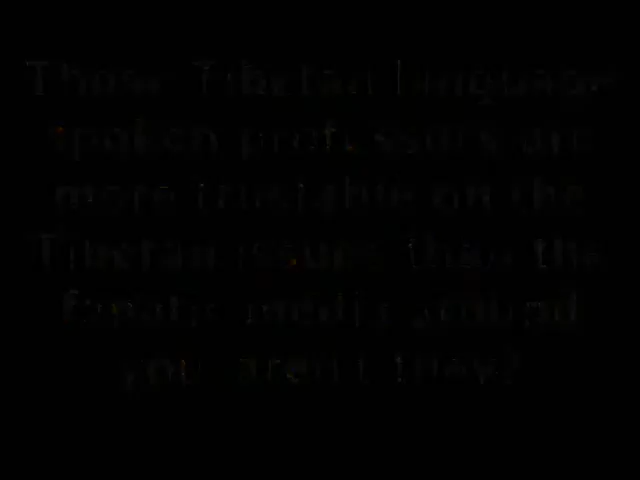 Those Tibetan language
spoken professors are
more trustable on the
Tibetan issues than the
fanatic media around
you aren't they?